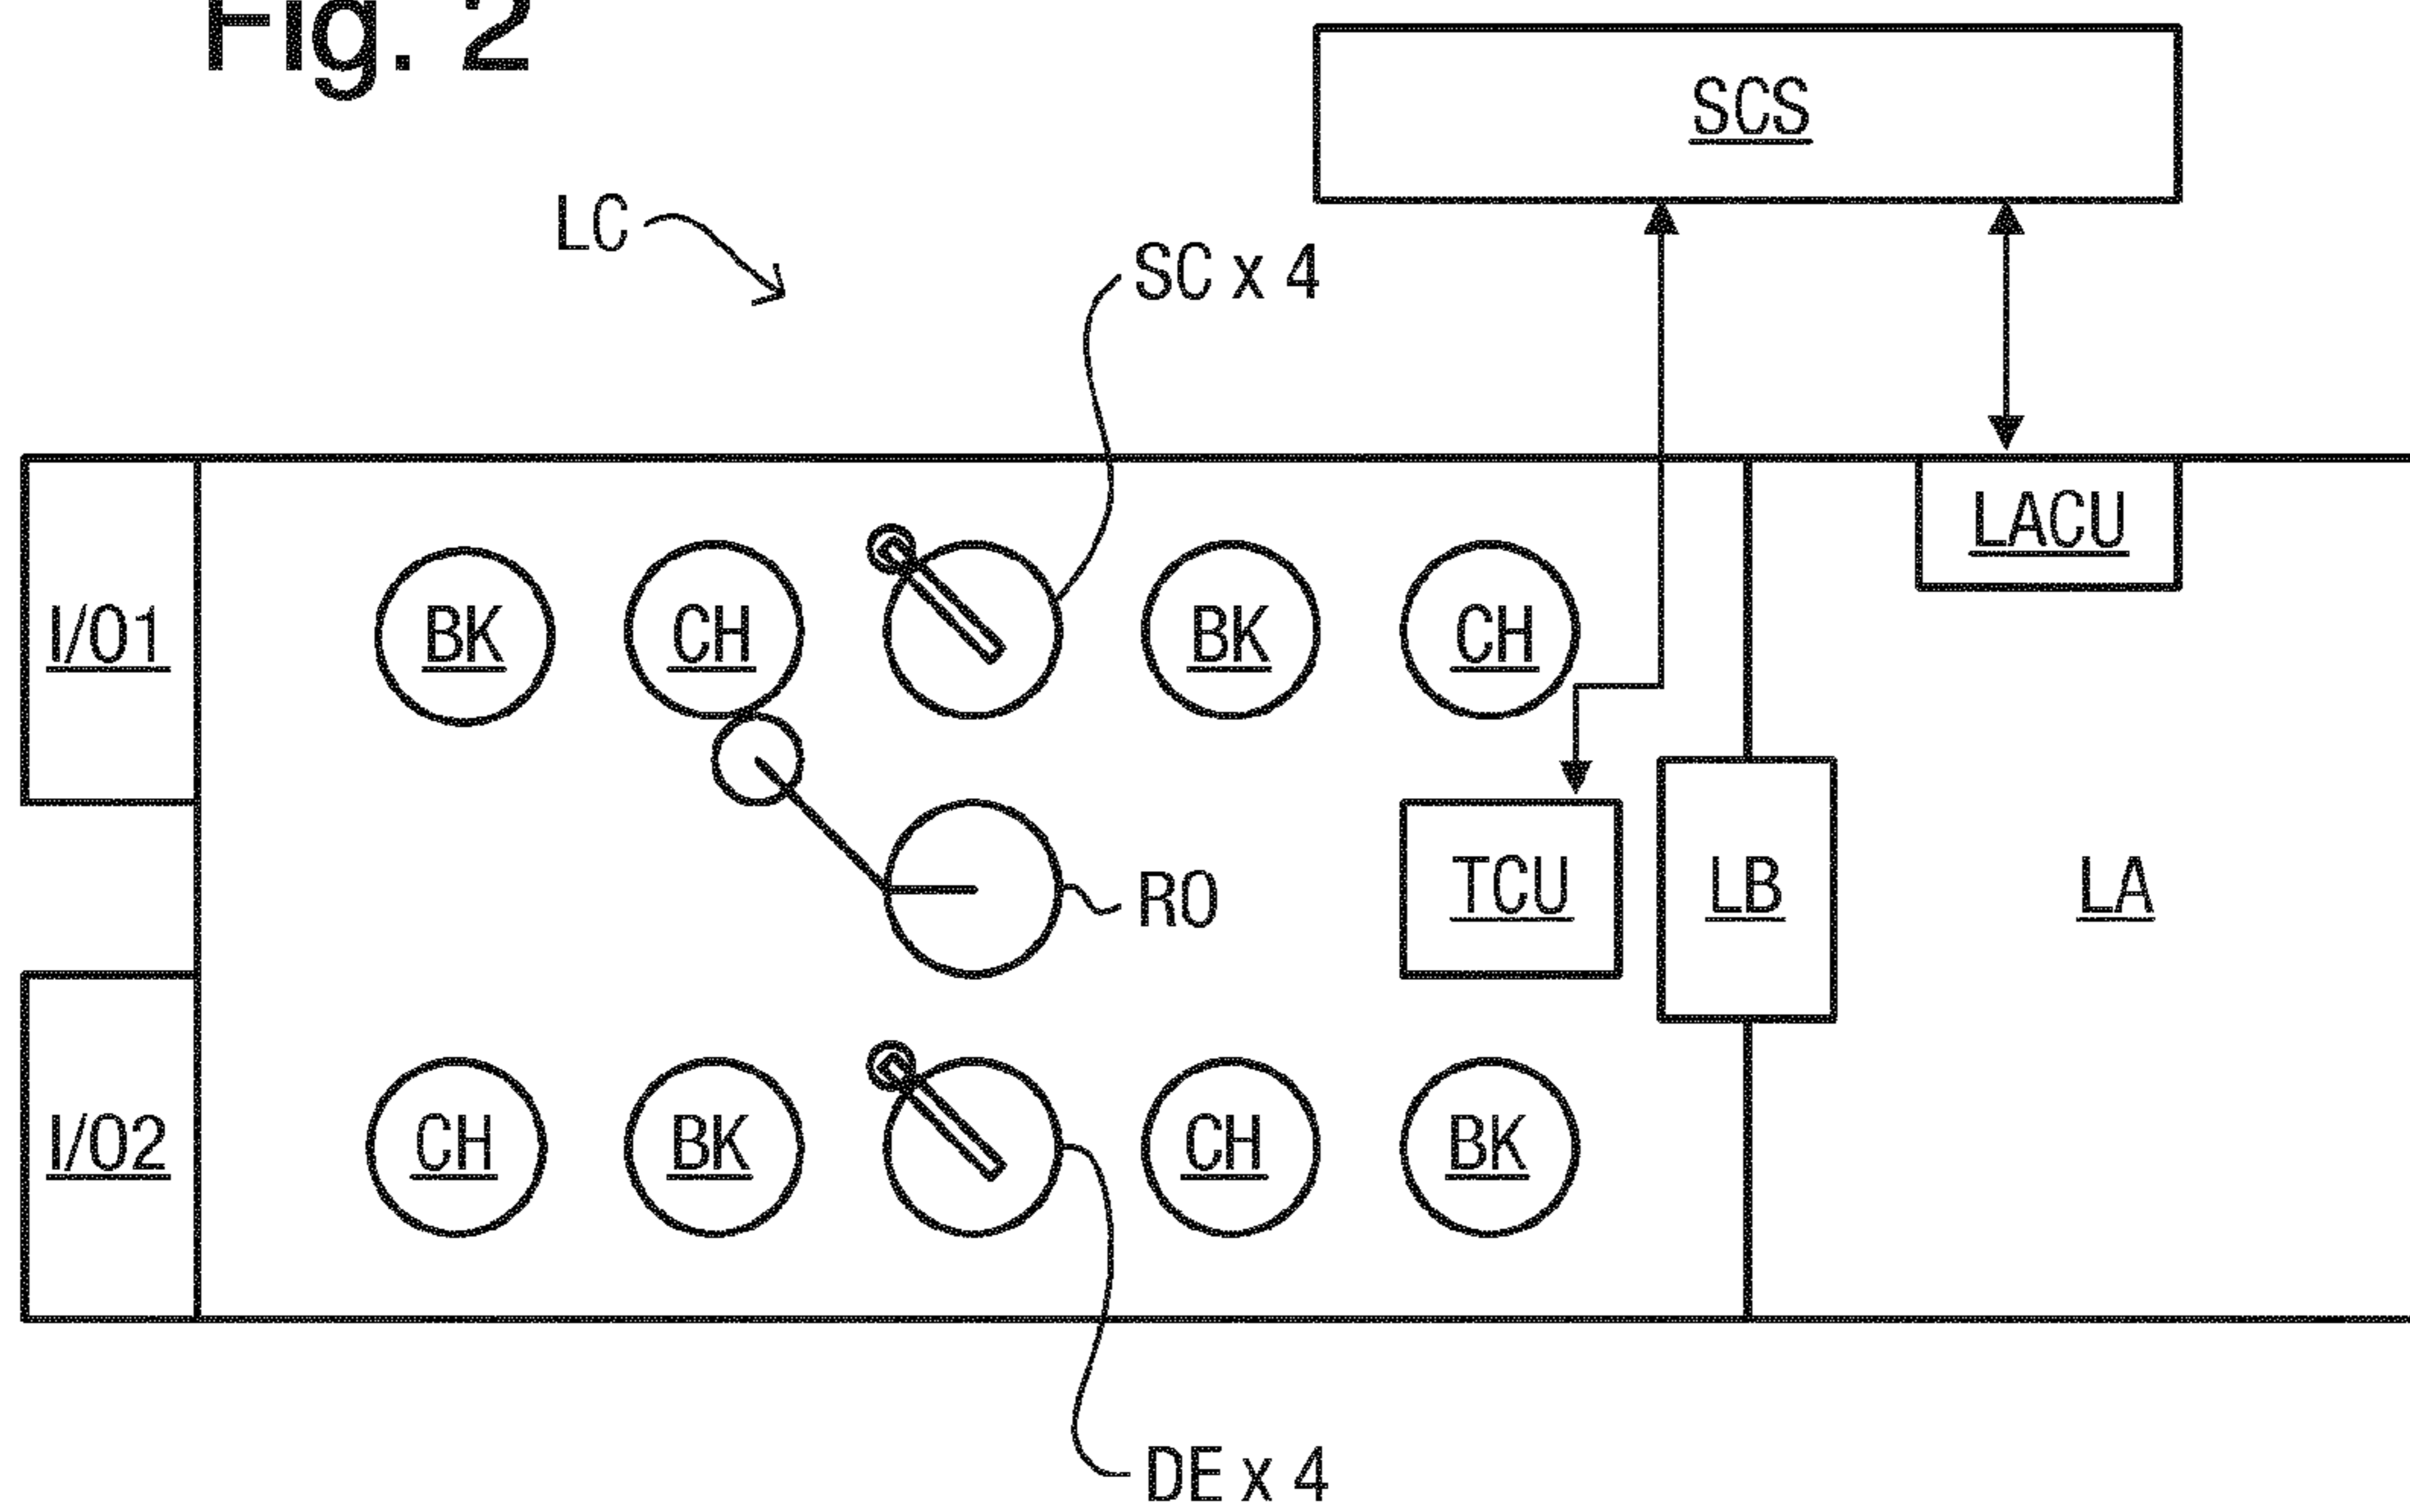 Fig. 2
SCS
LC
SC x 4
LACU
I/O1
BK
CH
BK
CH
RO
TCU
LB
LA
I/O2
CH
BK
CH
BK
DE x 4